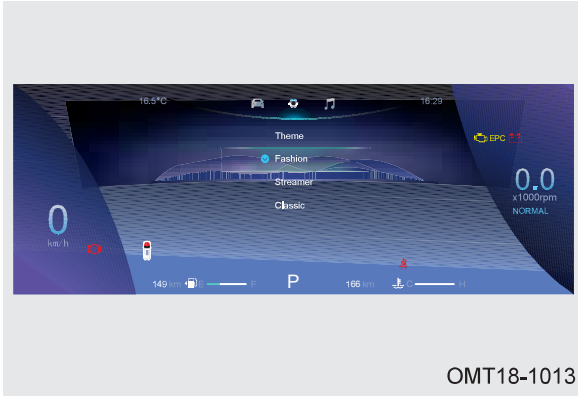 16.5°C 16:29
Theme
Fashion
Streamer
Classic
EPC
0 km/h
0.0
x1000rpm
NORMAL
149 km E F P 166 km C H
OMT18-1013